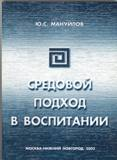 Ю.С. МАНУЙЛОВ
СРЕДОВОЙ
ПОДХОД
В ВОСПИТАНИИ
МОСКВА-НИЖНИЙ НОВГОРОД, 2002